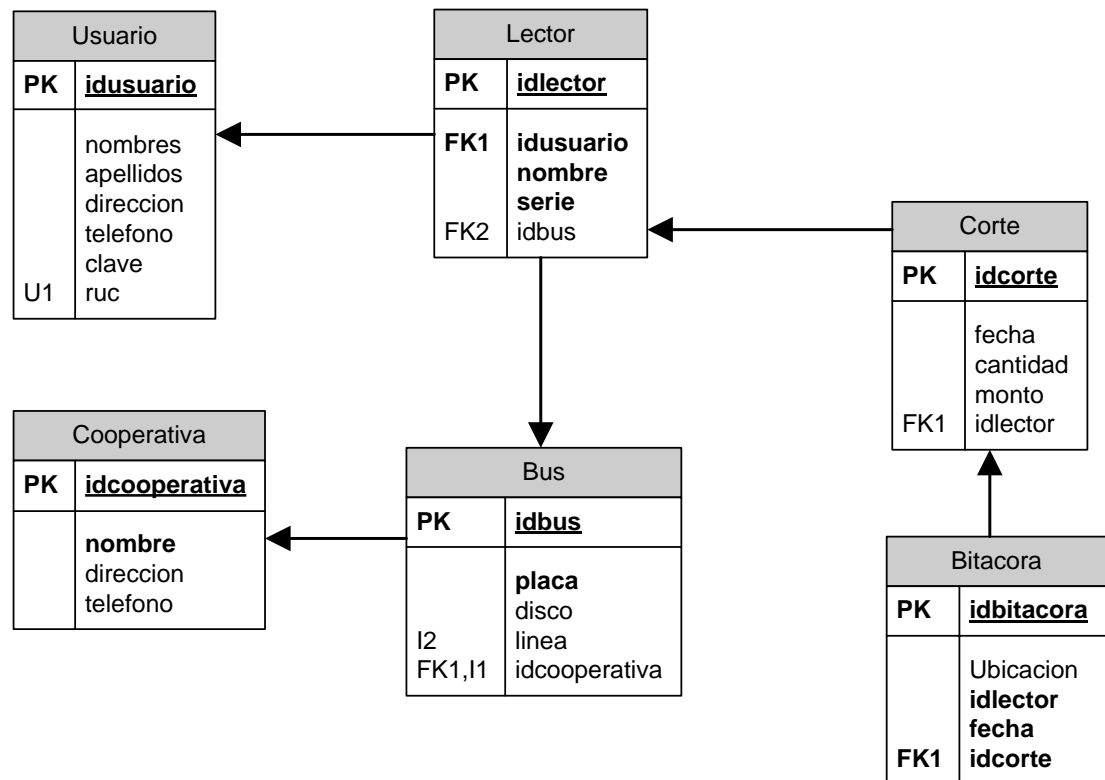 Usuario
PK idusuario
nombres
apellidos
direccion
telefono
clave
U1 ruc
Lector
PK idlector
FK1 idusuario
nombre
serie
FK2 idbus
Corte
PK idcorte
fecha
cantidad
monto
FK1 idlector
Cooperativa
PK idcooperativa
nombre
direccion
telefono
Bus
PK idbus
placa
disco
I2 linea
FK1,I1 idcooperativa
Bitacora
PK idbitacora
Ubicacion
idlector
fecha
FK1 idcorte